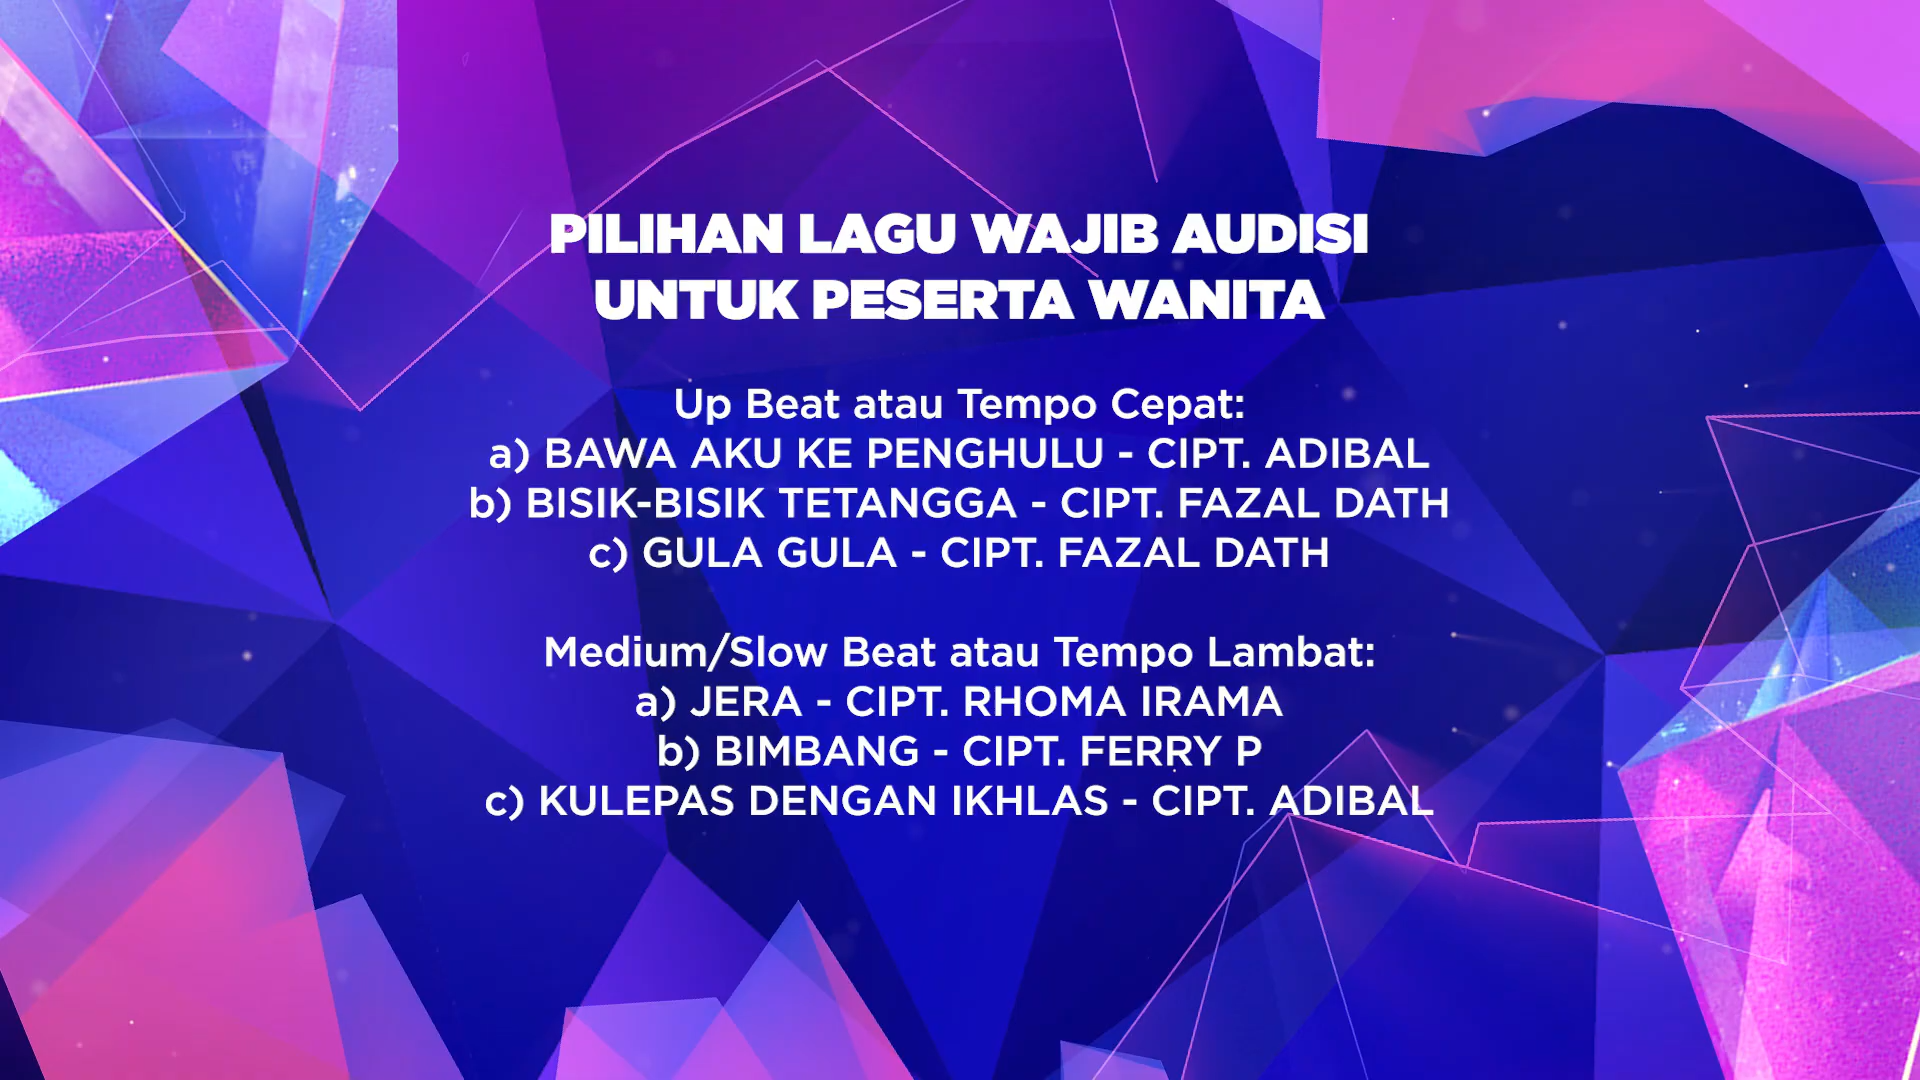 PILIHAN LAGU WAJIB AUDISI
UNTUK PESERTA WANITA
Up Beat atau Tempo Cepat:
a) BAWA AKU KE PENGHULU - CIPT. ADIBAL
b) BISIK-BISIK TETANGGA - CIPT. FAZAL DATH
c) GULA GULA - CIPT. FAZAL DATH
Medium/Slow Beat atau Tempo Lambat:
a) JERA - CIPT. RHOMA IRAMA
b) BIMBANG - CIPT. FERRY P
c) KULEPAS DENGAN IKHLAS - CIPT. ADIBAL